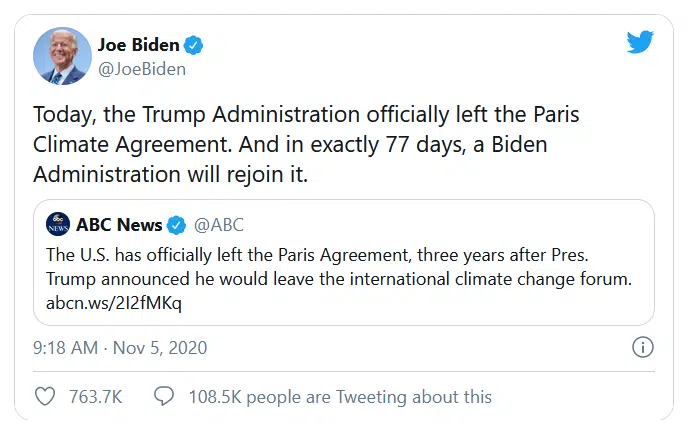 Joe Biden
@JoeBiden
Today, the Trump Administration officially left the Paris
Climate Agreement. And in exactly 77 days, a Biden
Administration will rejoin it.
abc NEWS ABC News @ABC
The U.S. has officially left the Paris Agreement, three years after Pres.
Trump announced he would leave the international climate change forum.
abcn.ws/2I2fMKq
9:18 AM · Nov 5, 2020
763.7K 108.5K people are Tweeting about this